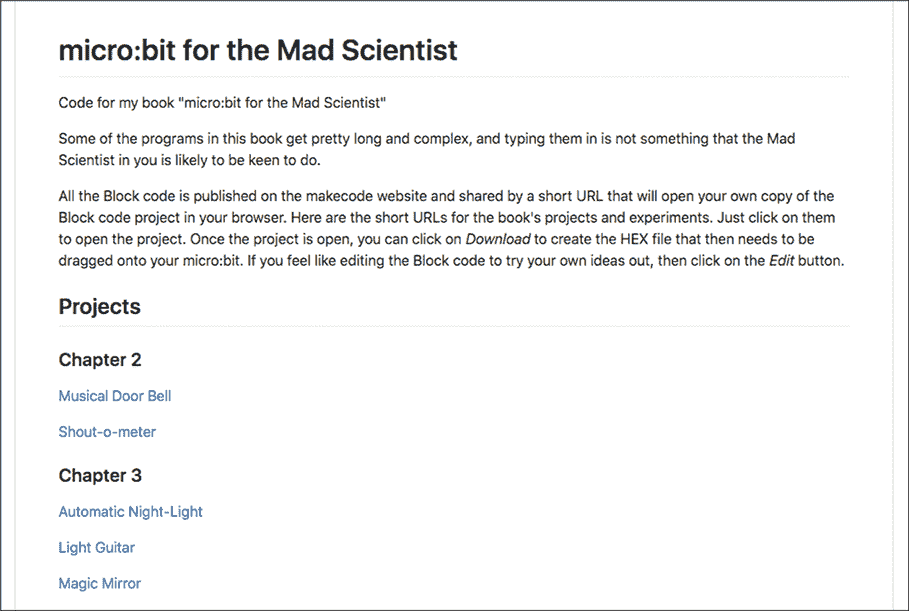 micro:bit for the Mad Scientist
Code for my book "micro:bit for the Mad Scientist"
Some of the programs in this book get pretty long and complex, and typing them in is not something that the Mad
Scientist in you is likely to be keen to do.
All the Block code is published on the makecode website and shared by a short URL that will open your own copy of the
Block code project in your browser. Here are the short URLs for the book's projects and experiments. Just click on them
to open the project. Once the project is open, you can click on Download to create the HEX file that then needs to be
dragged onto your micro:bit. If you feel like editing the Block code to try your own ideas out, then click on the Edit button.
Projects
Chapter 2
Musical Door Bell
Shout-o-meter
Chapter 3
Automatic Night-Light
Light Guitar
Magic Mirror